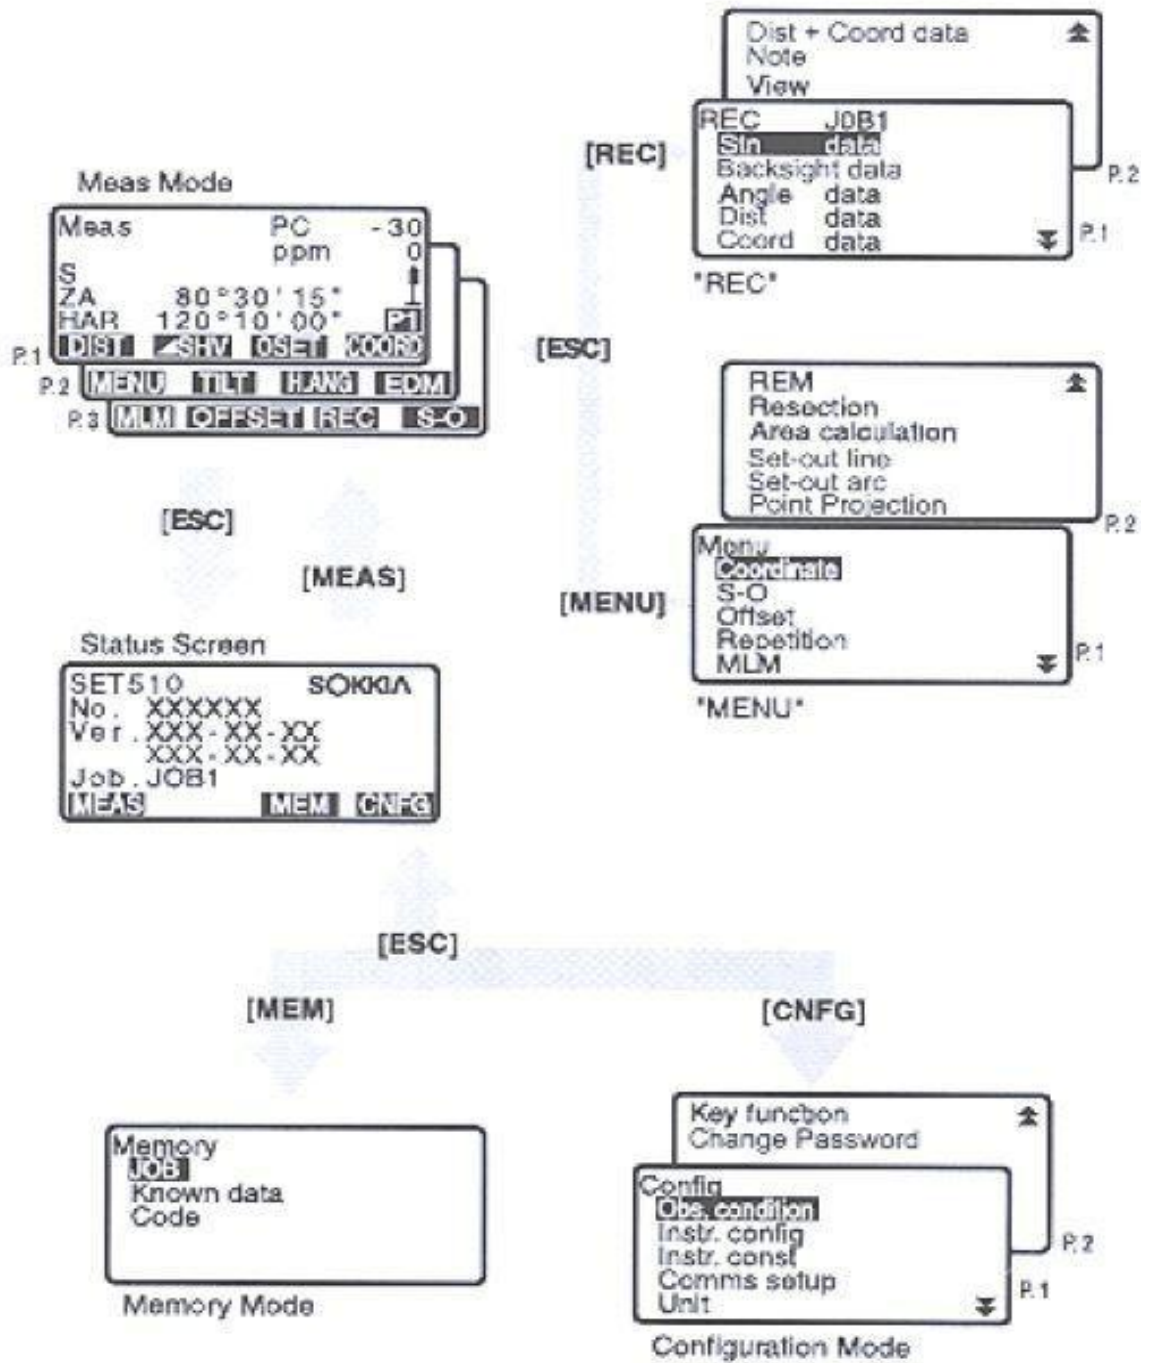 Dist + Coord data
Note
View
REC JOB1
Stn data
Backsight data
Angle data
Dist data
Coord data
P.2
P.1
"REC"
[REC]
Meas Mode
Meas PC -30
ppm 0
S
ZA 80°30'15"
HAR 120°10'00" P1
DIST SHV 0SET COORD
P.1
P.2 MENU TILT H.ANG EDM
P.3 MLM OFFSET REC S-O
[ESC]
REM
Resection
Area calculation
Set-out line
Set-out arc
Point Projection
P.2
Menu
Coordinate
S-O
Offset
Repetition
MLM
P.1
"MENU"
[MENU]
[ESC]
[MEAS]
Status Screen
SET510 SOKKIA
No. XXXXXX
Ver. XXX-XX-XX
XXX-XX-XX
Job. JOB1
MEAS MEM CNFG
[ESC]
[MEM]
[CNFG]
Memory
JOB
Known data
Code
Memory Mode
Key function
Change Password
Config
Obs. condition
Instr. config
Instr. const
Comms setup
Unit
P.2
P.1
Configuration Mode